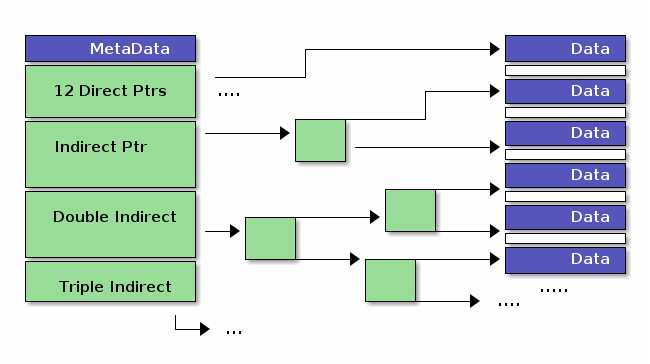 MetaData
12 Direct Ptrs
....
Indirect Ptr
Double Indirect
Triple Indirect
...
Data
Data
Data
Data
Data
Data
.....
....